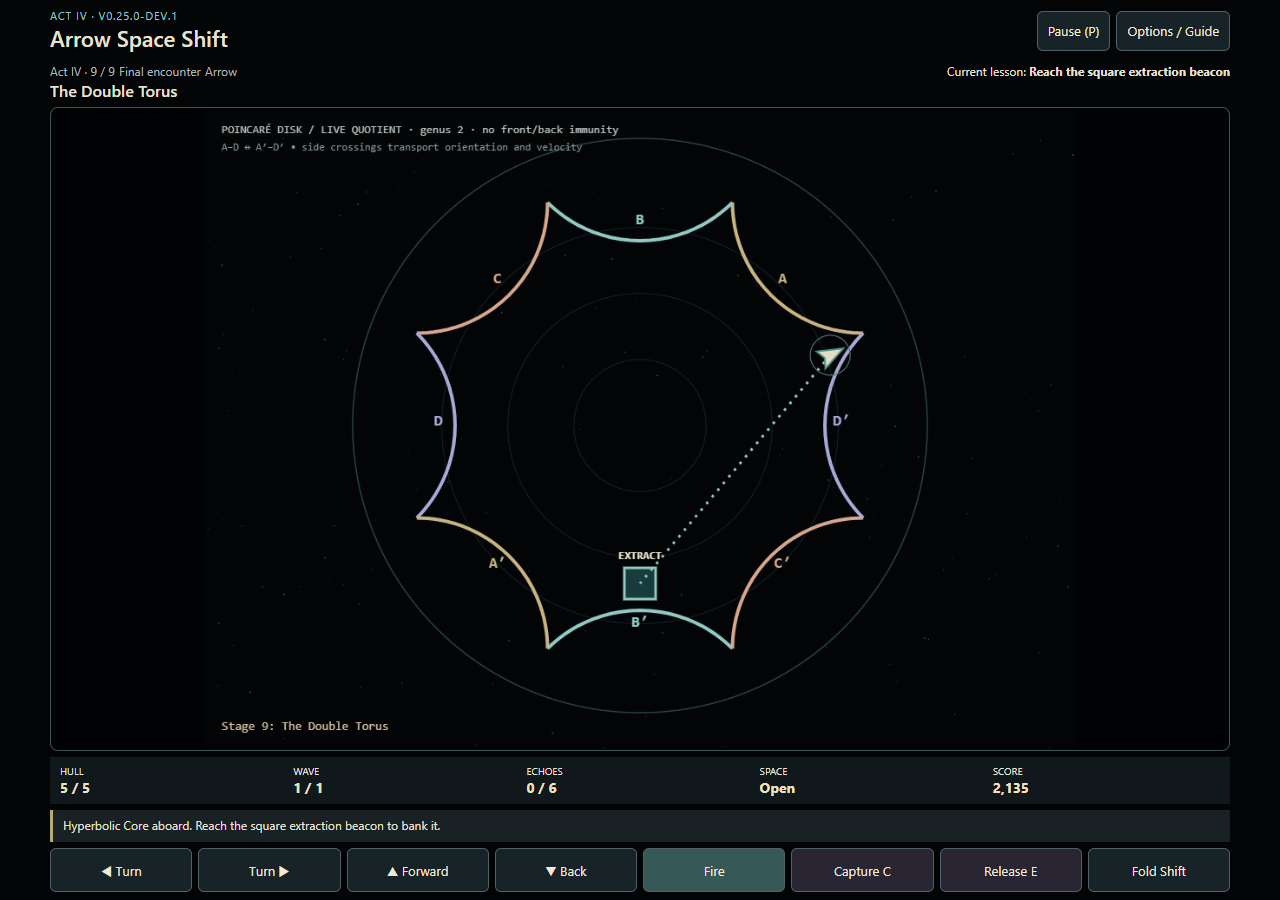 ACT IV · V0.25.0-DEV.1
Arrow Space Shift
Pause (P)
Options / Guide
Act IV · 9 / 9 Final encounter Arrow
Current lesson: Reach the square extraction beacon
The Double Torus
POINCARÉ DISK / LIVE QUOTIENT · genus 2 · no front/back immunity
A–D ↔ A′–D′ • side crossings transport orientation and velocity
B
C
A
D
D′
EXTRACT
A′
C′
B′
Stage 9: The Double Torus
HULL
5 / 5
WAVE
1 / 1
ECHOES
0 / 6
SPACE
Open
SCORE
2,135
Hyperbolic Core aboard. Reach the square extraction beacon to bank it.
◀ Turn
Turn ▶
▲ Forward
▼ Back
Fire
Capture C
Release E
Fold Shift